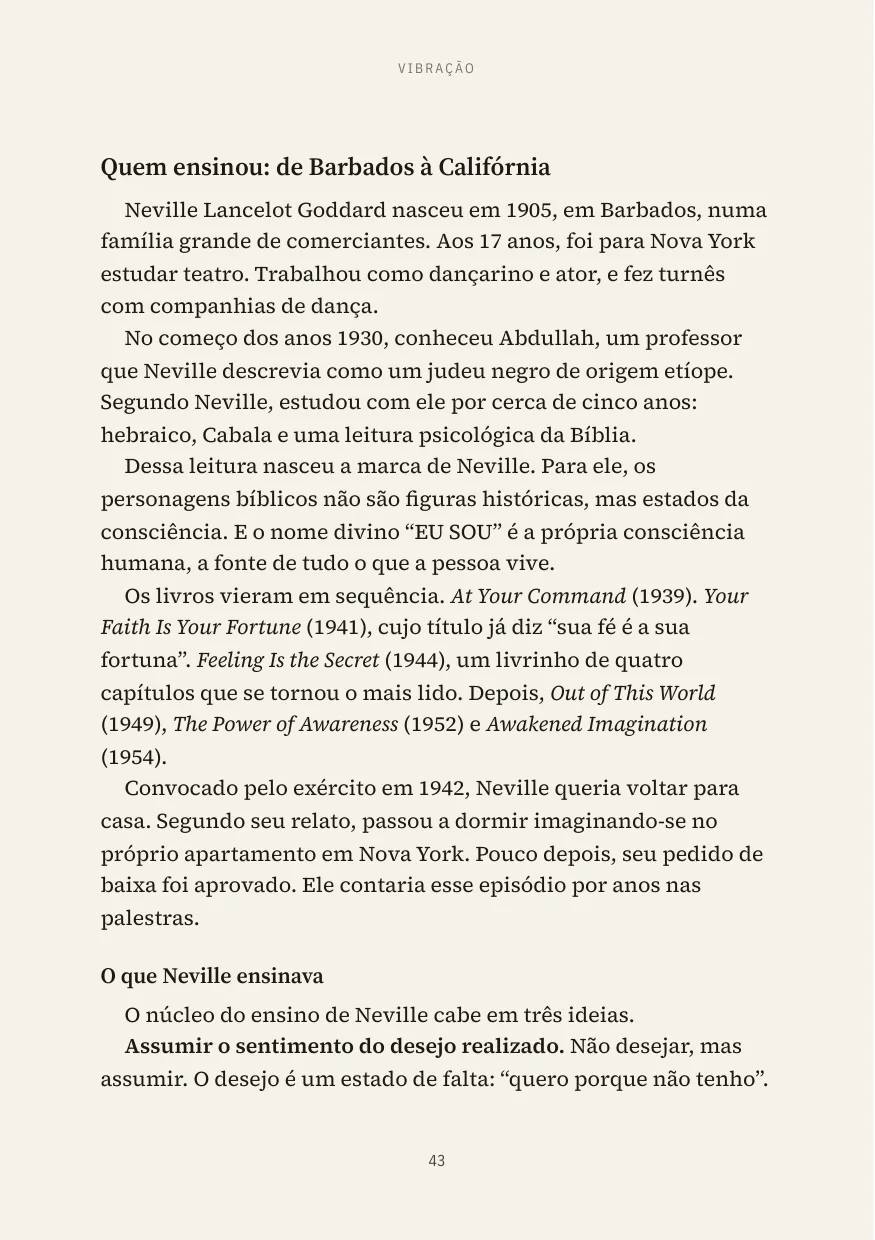 VIBRAÇÃO
Quem ensinou: de Barbados à Califórnia
Neville Lancelot Goddard nasceu em 1905, em Barbados, numa
família grande de comerciantes. Aos 17 anos, foi para Nova York
estudar teatro. Trabalhou como dançarino e ator, e fez turnês
com companhias de dança.
No começo dos anos 1930, conheceu Abdullah, um professor
que Neville descrevia como um judeu negro de origem etíope.
Segundo Neville, estudou com ele por cerca de cinco anos:
hebraico, Cabala e uma leitura psicológica da Bíblia.
Dessa leitura nasceu a marca de Neville. Para ele, os
personagens bíblicos não são figuras históricas, mas estados da
consciência. E o nome divino “EU SOU” é a própria consciência
humana, a fonte de tudo o que a pessoa vive.
Os livros vieram em sequência. At Your Command (1939). Your
Faith Is Your Fortune (1941), cujo título já diz “sua fé é a sua
fortuna”. Feeling Is the Secret (1944), um livrinho de quatro
capítulos que se tornou o mais lido. Depois, Out of This World
(1949), The Power of Awareness (1952) e Awakened Imagination
(1954).
Convocado pelo exército em 1942, Neville queria voltar para
casa. Segundo seu relato, passou a dormir imaginando-se no
próprio apartamento em Nova York. Pouco depois, seu pedido de
baixa foi aprovado. Ele contaria esse episódio por anos nas
palestras.
O que Neville ensinava
O núcleo do ensino de Neville cabe em três ideias.
Assumir o sentimento do desejo realizado. Não desejar, mas
assumir. O desejo é um estado de falta: “quero porque não tenho”.
43